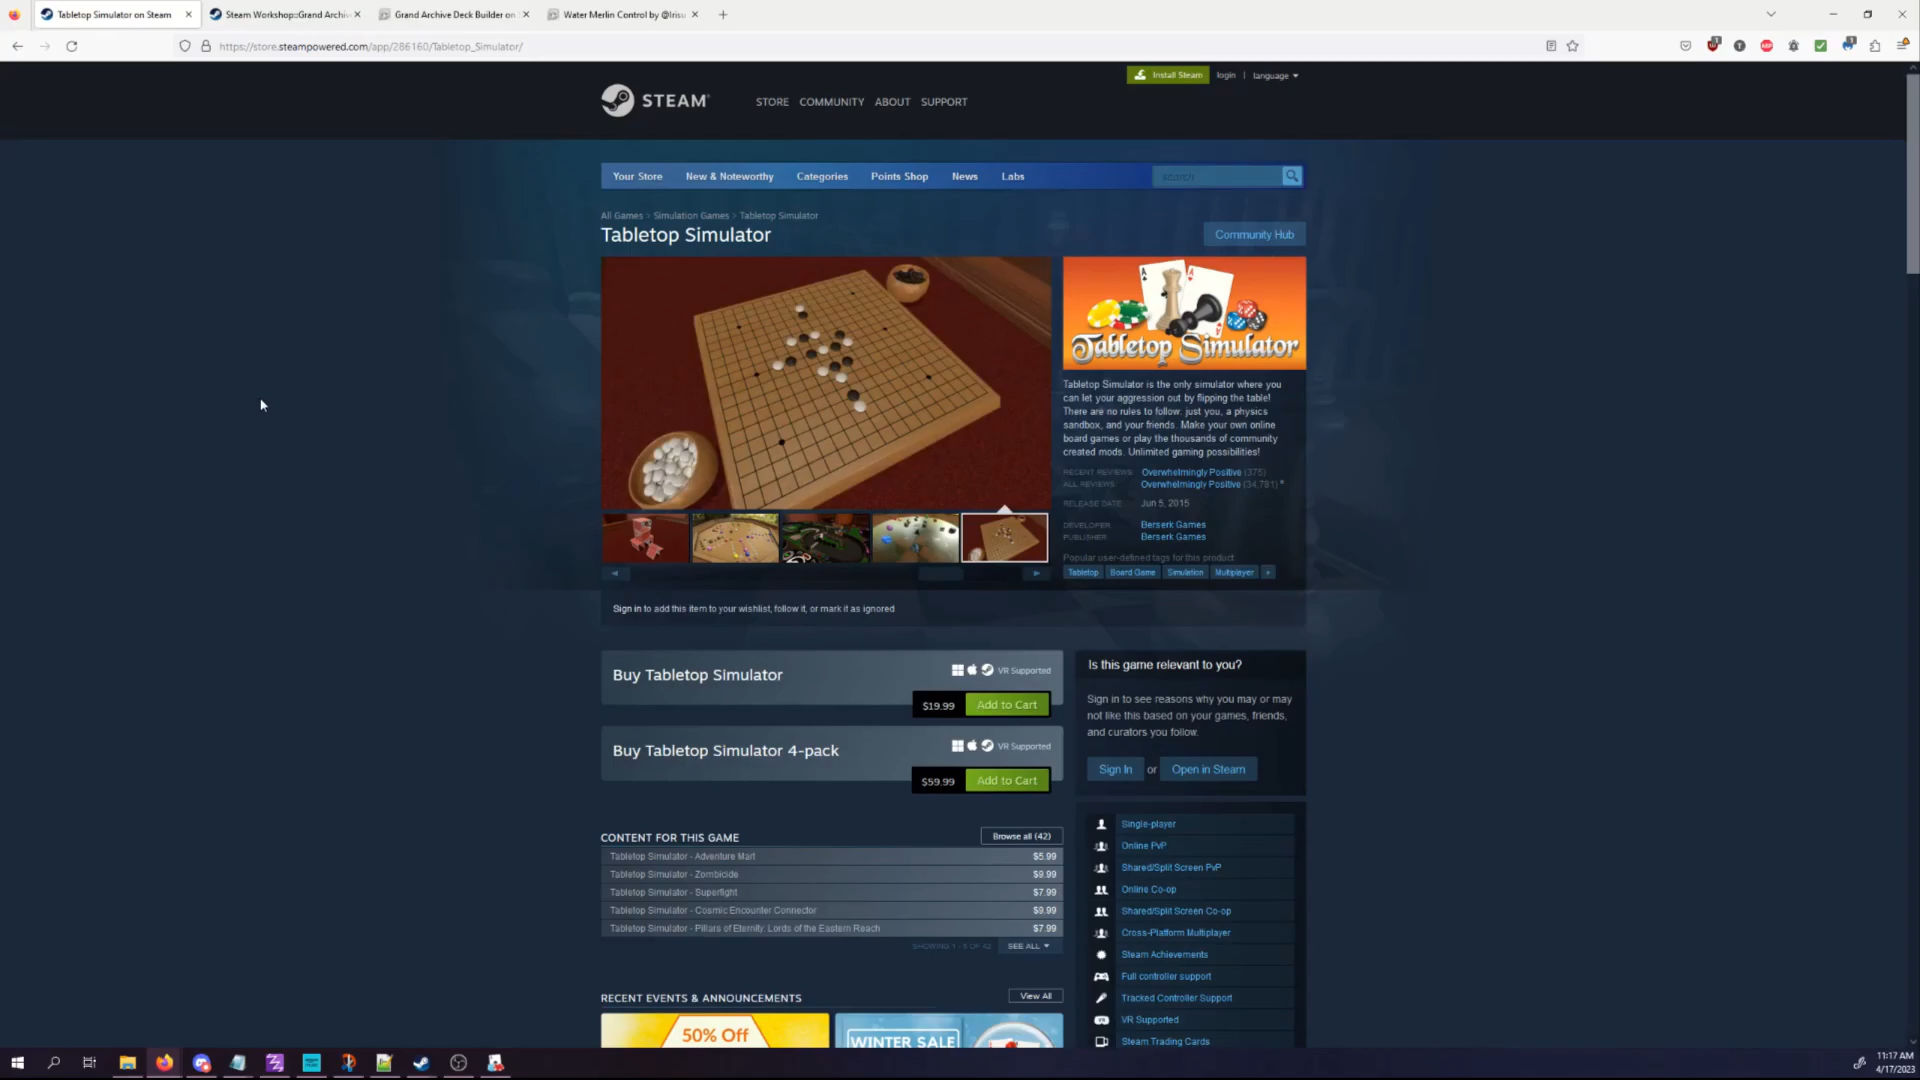 Tabletop Simulator on Steam
Steam Workshop::Grand Archiv
Grand Archive Deck Builder on
Water Merlin Control by @Irisu
https://store.steampowered.com/app/286160/Tabletop_Simulator/
Install Steam login | language
STEAM
STORE COMMUNITY ABOUT SUPPORT
Your Store New & Noteworthy Categories Points Shop News Labs
search
All Games > Simulation Games > Tabletop Simulator
Tabletop Simulator
Community Hub
Tabletop Simulator
Tabletop Simulator is the only simulator where you
can let your aggression out by flipping the table!
There are no rules to follow: just you, a physics
sandbox, and your friends. Make your own online
board games or play the thousands of community
created mods. Unlimited gaming possibilities!
RECENT REVIEWS: Overwhelmingly Positive (375)
ALL REVIEWS: Overwhelmingly Positive (34,781) *
RELEASE DATE: Jun 5, 2015
DEVELOPER: Berserk Games
PUBLISHER: Berserk Games
Popular user-defined tags for this product:
Tabletop Board Game Simulation Multiplayer +
Sign in to add this item to your wishlist, follow it, or mark it as ignored
Buy Tabletop Simulator
VR Supported
$19.99 Add to Cart
Buy Tabletop Simulator 4-pack
VR Supported
$59.99 Add to Cart
CONTENT FOR THIS GAME
Browse all (42)
Tabletop Simulator - Adventure Mart $5.99
Tabletop Simulator - Zombicide $9.99
Tabletop Simulator - Superfight $7.99
Tabletop Simulator - Cosmic Encounter Connector $9.99
Tabletop Simulator - Pillars of Eternity: Lords of the Eastern Reach $7.99
SHOWING 1 - 5 OF 42 SEE ALL
RECENT EVENTS & ANNOUNCEMENTS
View All
50% Off
WINTER SALE
Is this game relevant to you?
Sign in to see reasons why you may or may
not like this based on your games, friends,
and curators you follow.
Sign In or Open in Steam
Single-player
Online PvP
Shared/Split Screen PvP
Online Co-op
Shared/Split Screen Co-op
Cross-Platform Multiplayer
Steam Achievements
Full controller support
Tracked Controller Support
VR Supported
Steam Trading Cards
11:17 AM
4/17/2023